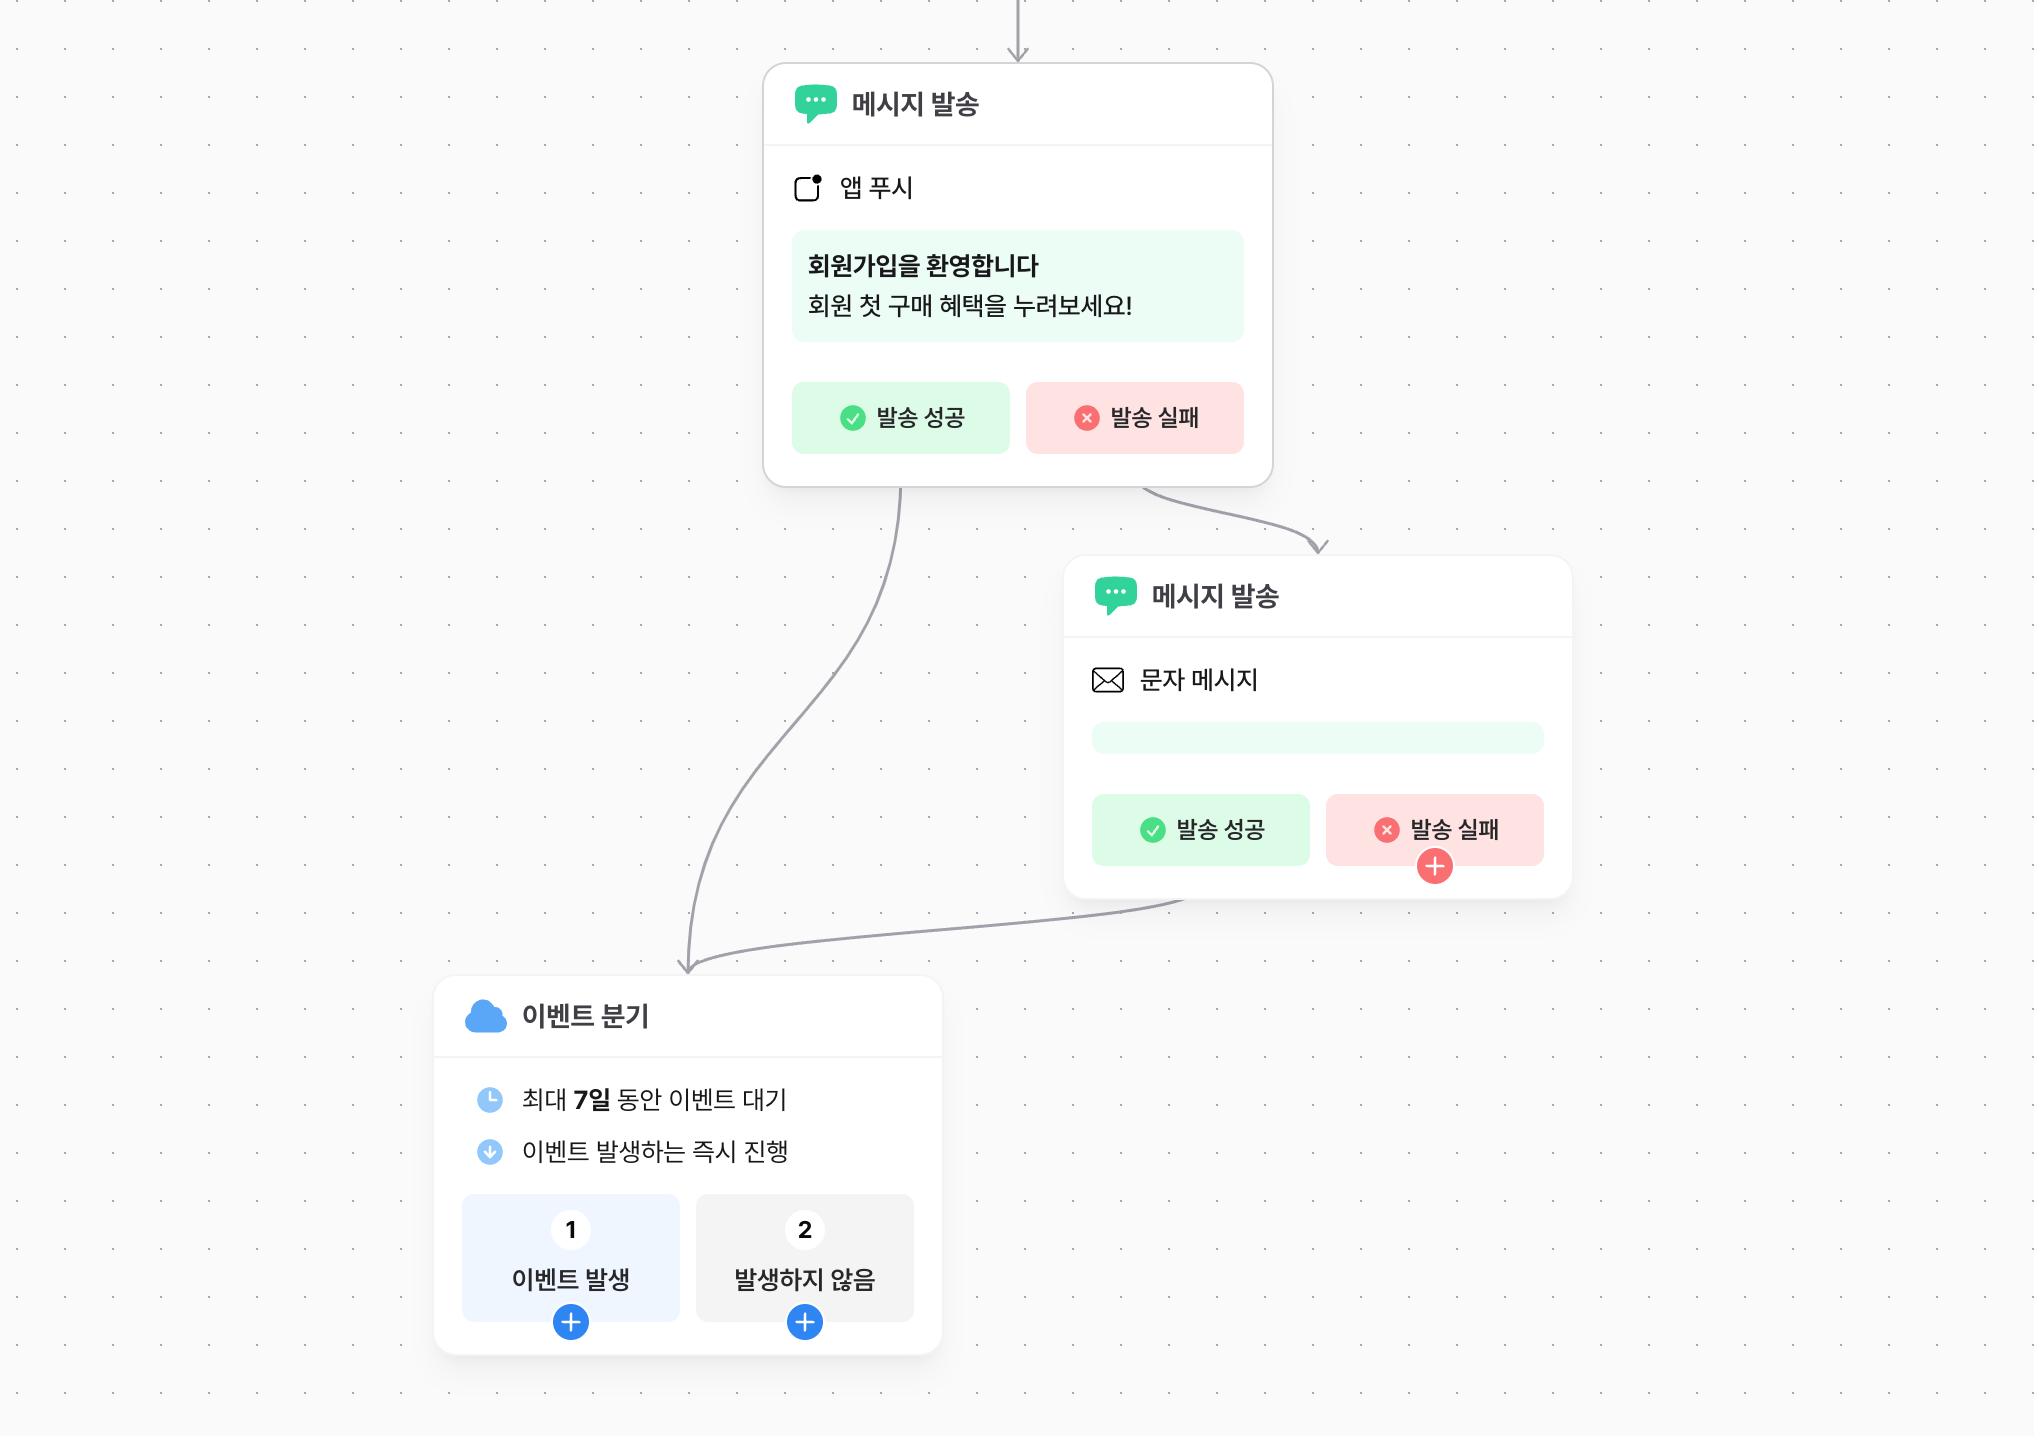 메시지 발송
앱 푸시
회원가입을 환영합니다
회원 첫 구매 혜택을 누려보세요!
발송 성공
발송 실패
메시지 발송
문자 메시지
발송 성공
발송 실패
이벤트 분기
최대 7일 동안 이벤트 대기
이벤트 발생하는 즉시 진행
1
이벤트 발생
2
발생하지 않음